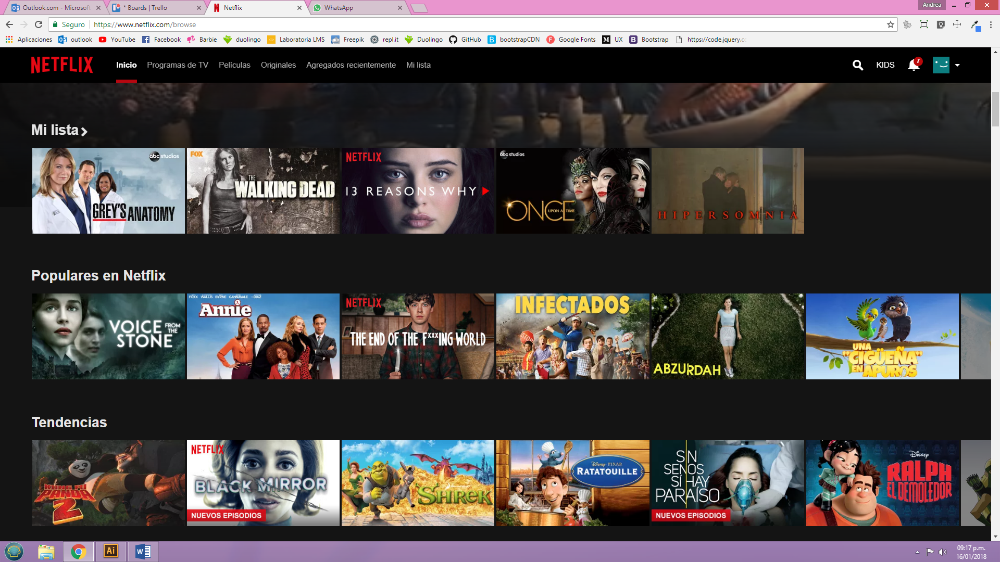 Outlook.com - Microsoft
* Boards | Trello
Netflix
WhatsApp
Andrea
Seguro
https://www.netflix.com/browse
Aplicaciones
outlook
YouTube
Facebook
Barbie
duolingo
Laboratoria LMS
Freepik
repl.it
Duolingo
GitHub
bootstrapCDN
Google Fonts
UX
Bootstrap
https://code.jquery.cc
NETFLIX
Inicio
Programas de TV
Películas
Originales
Agregados recientemente
Mi lista
KIDS
7
Mi lista
abc studios
GREY'S ANATOMY
FOX
THE
WALKING DEAD
NETFLIX
13 REASONS WHY
abc studios
ONCE UPON A TIME
HIPERSOMNIA
Populares en Netflix
VOICE FROM THE
STONE
FOXX WALLIS BYRNE CANNAVALE DIAZ
Annie
NETFLIX
THE END OF THE F***ING WORLD
INFECTADOS
STOP
ABZURDAH
UNA
"CIGÜEÑA"
EN APUROS
Tendencias
KUNG FU
PANDA
2
NETFLIX
BLACK MIRROR
NUEVOS EPISODIOS
SHREK
DISNEY · PIXAR
RATATOUILLE
SIN
SENOS
SÍ HAY
PARAÍSO
NUEVOS EPISODIOS
DISNEY
RALPH
EL DEMOLEDOR
Ai
W
09:17 p.m.
16/01/2018